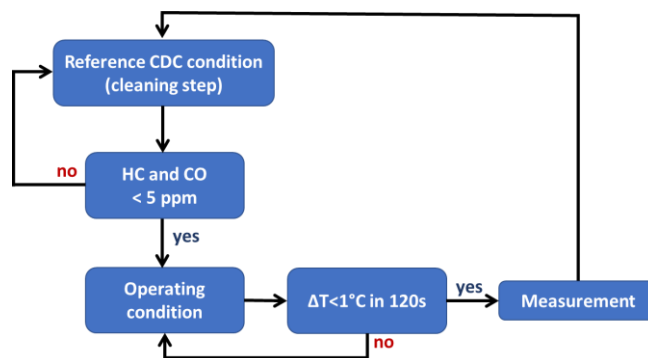 Reference CDC condition
(cleaning step)
no
HC and CO
< 5 ppm
yes
Operating
condition
ΔT<1°C in 120s
yes
Measurement
no